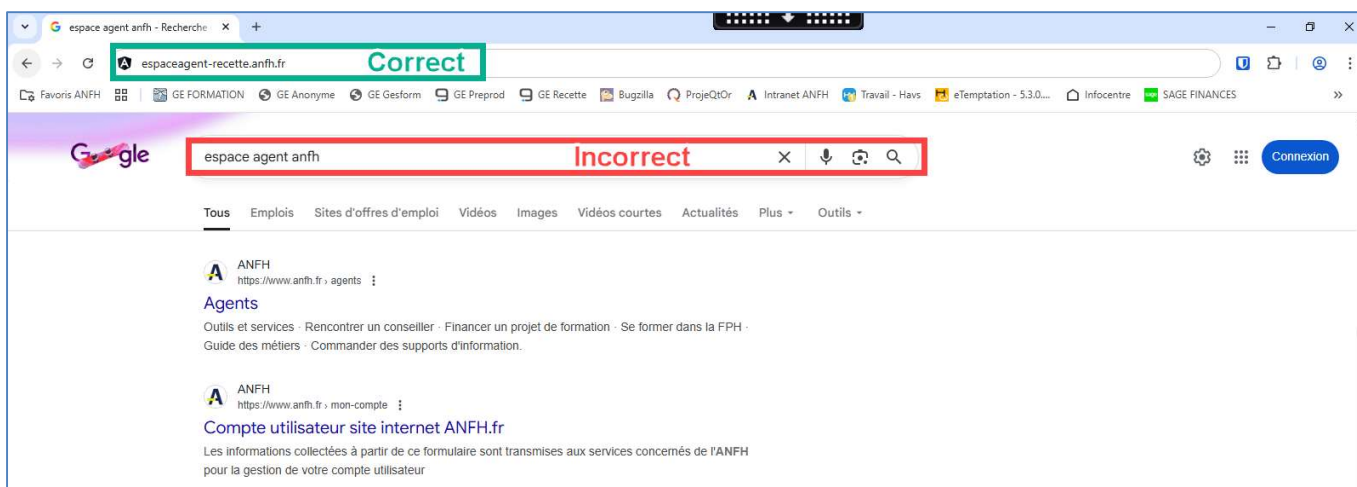 espace agent anfh - Recherche
espaceagent-recette.anfh.fr
Correct
Favoris ANFH GE FORMATION GE Anonyme GE Gesform GE Preprod GE Recette Bugzilla ProjeQtOr Intranet ANFH Travail - Havs eTemptation - 5.3.0.... Infocentre SAGE FINANCES »
Google
espace agent anfh
Incorrect
Connexion
Tous Emplois Sites d'offres d'emploi Vidéos Images Vidéos courtes Actualités Plus Outils
ANFH
https://www.anfh.fr › agents
Agents
Outils et services · Rencontrer un conseiller · Financer un projet de formation · Se former dans la FPH ·
Guide des métiers · Commander des supports d'information.
ANFH
https://www.anfh.fr › mon-compte
Compte utilisateur site internet ANFH.fr
Les informations collectées à partir de ce formulaire sont transmises aux services concernés de l'ANFH
pour la gestion de votre compte utilisateur